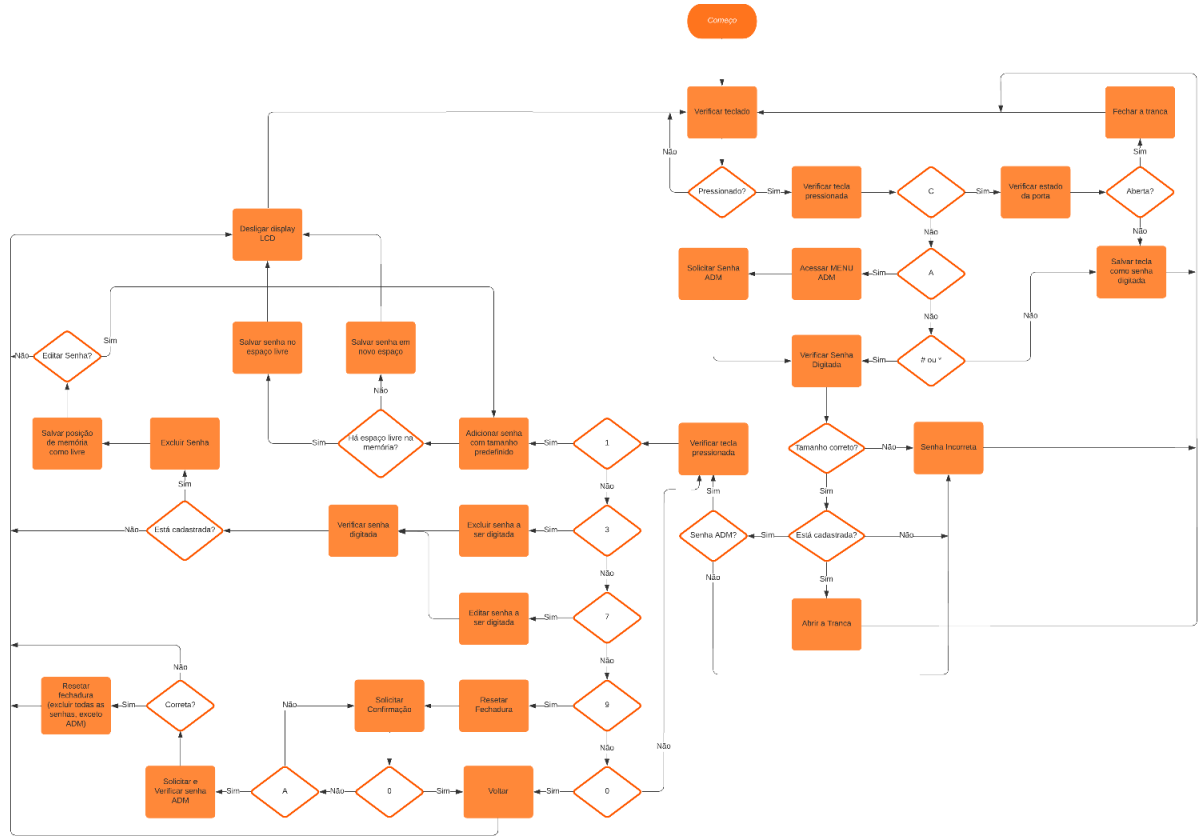 Começo
Verificar teclado
Fechar a tranca
Não
Sim
Pressionado?
Sim
Verificar tecla
pressionada
C
Sim
Verificar estado
da porta
Aberta?
Não
Não
Desligar display
LCD
Solicitar Senha
ADM
Acessar MENU
ADM
Sim
A
Salvar tecla
como senha
digitada
Não
Não
Sim
Não
Editar Senha?
Salvar senha no
espaço livre
Salvar senha em
novo espaço
Verificar Senha
Digitada
Sim
# ou *
Não
Salvar posição
de memória
como livre
Excluir Senha
Sim
Há espaço livre na
memória?
Adicionar senha
com tamanho
predefinido
Sim
1
Verificar tecla
pressionada
Tamanho correto?
Não
Senha Incorreta
Sim
Não
Sim
Sim
Não
Está cadastrada?
Verificar senha
digitada
Excluir senha a
ser digitada
Sim
3
Senha ADM?
Sim
Está cadastrada?
Não
Não
Não
Sim
Editar senha a
ser digitada
Sim
7
Abrir a Tranca
Não
Não
Resetar
fechadura
(excluir todas as
senhas, exceto
ADM)
Sim
Correta?
Não
Solicitar
Confirmação
Resetar
Fechadura
Sim
9
Não
Não
Solicitar e
Verificar senha
ADM
Sim
A
Não
0
Sim
Voltar
Sim
0